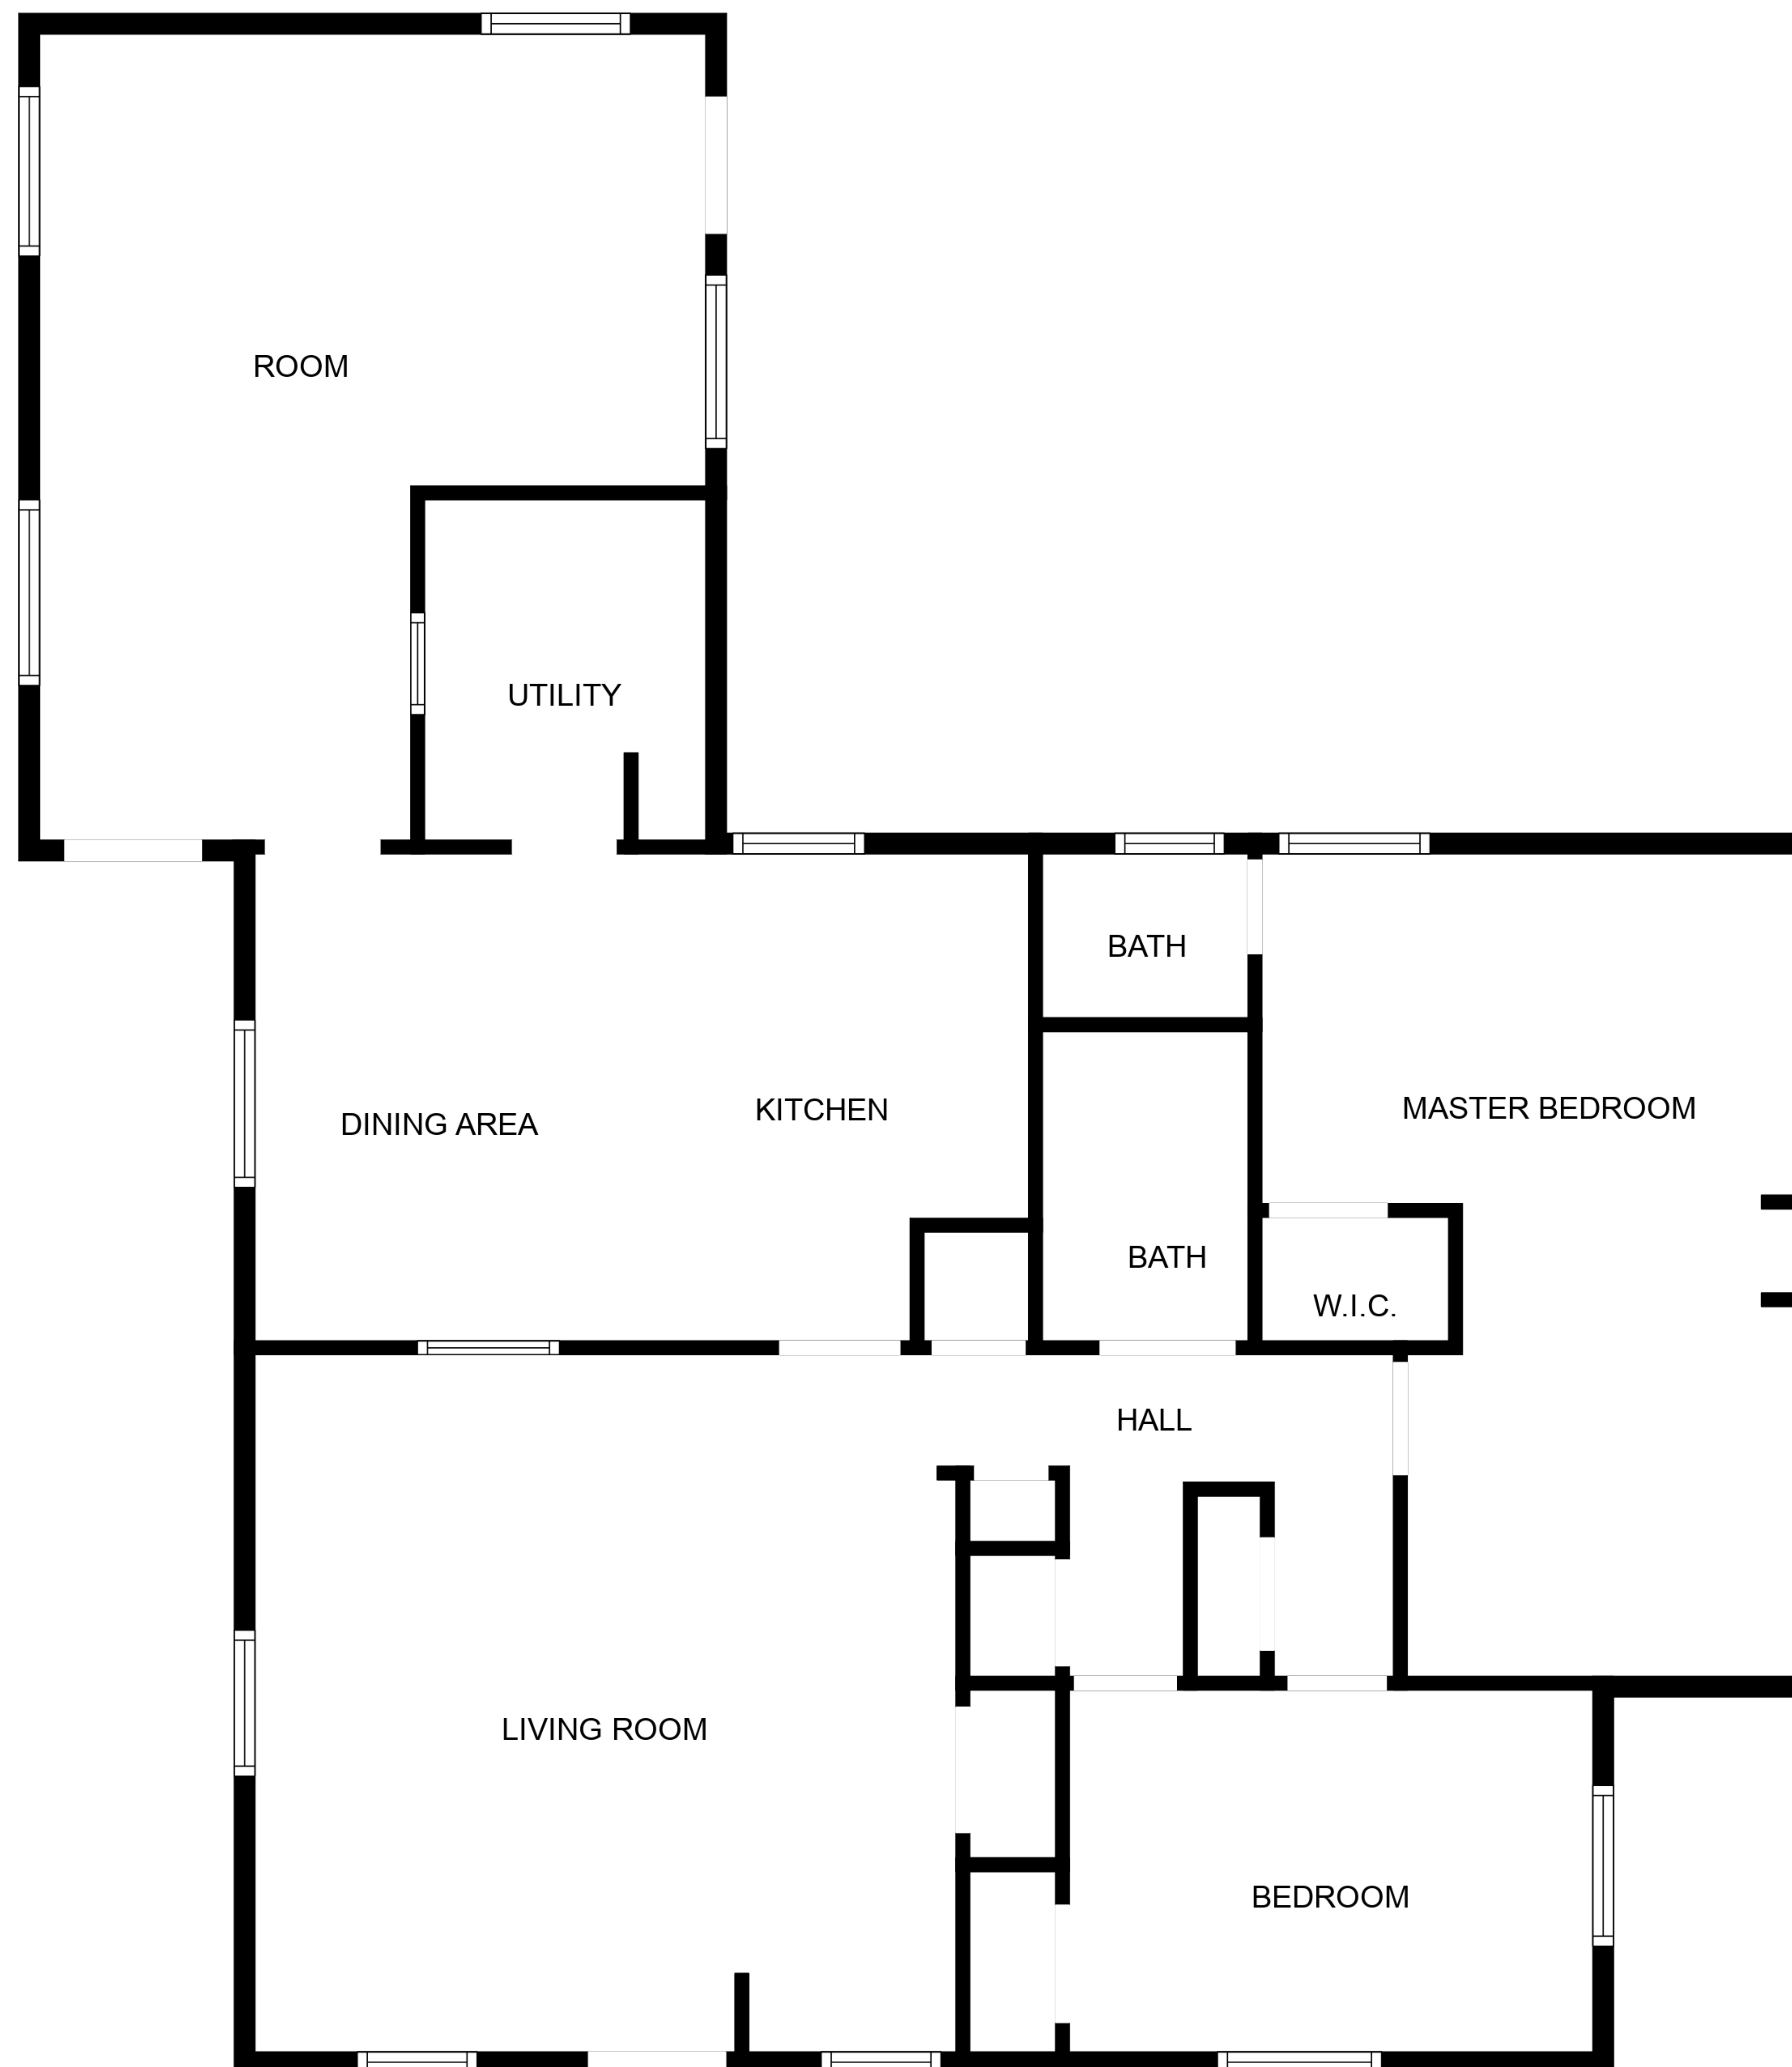 ROOM
UTILITY
BATH
KITCHEN
MASTER BEDROOM
DINING AREA
BATH
W.I.C.
HALL
LIVING ROOM
BEDROOM